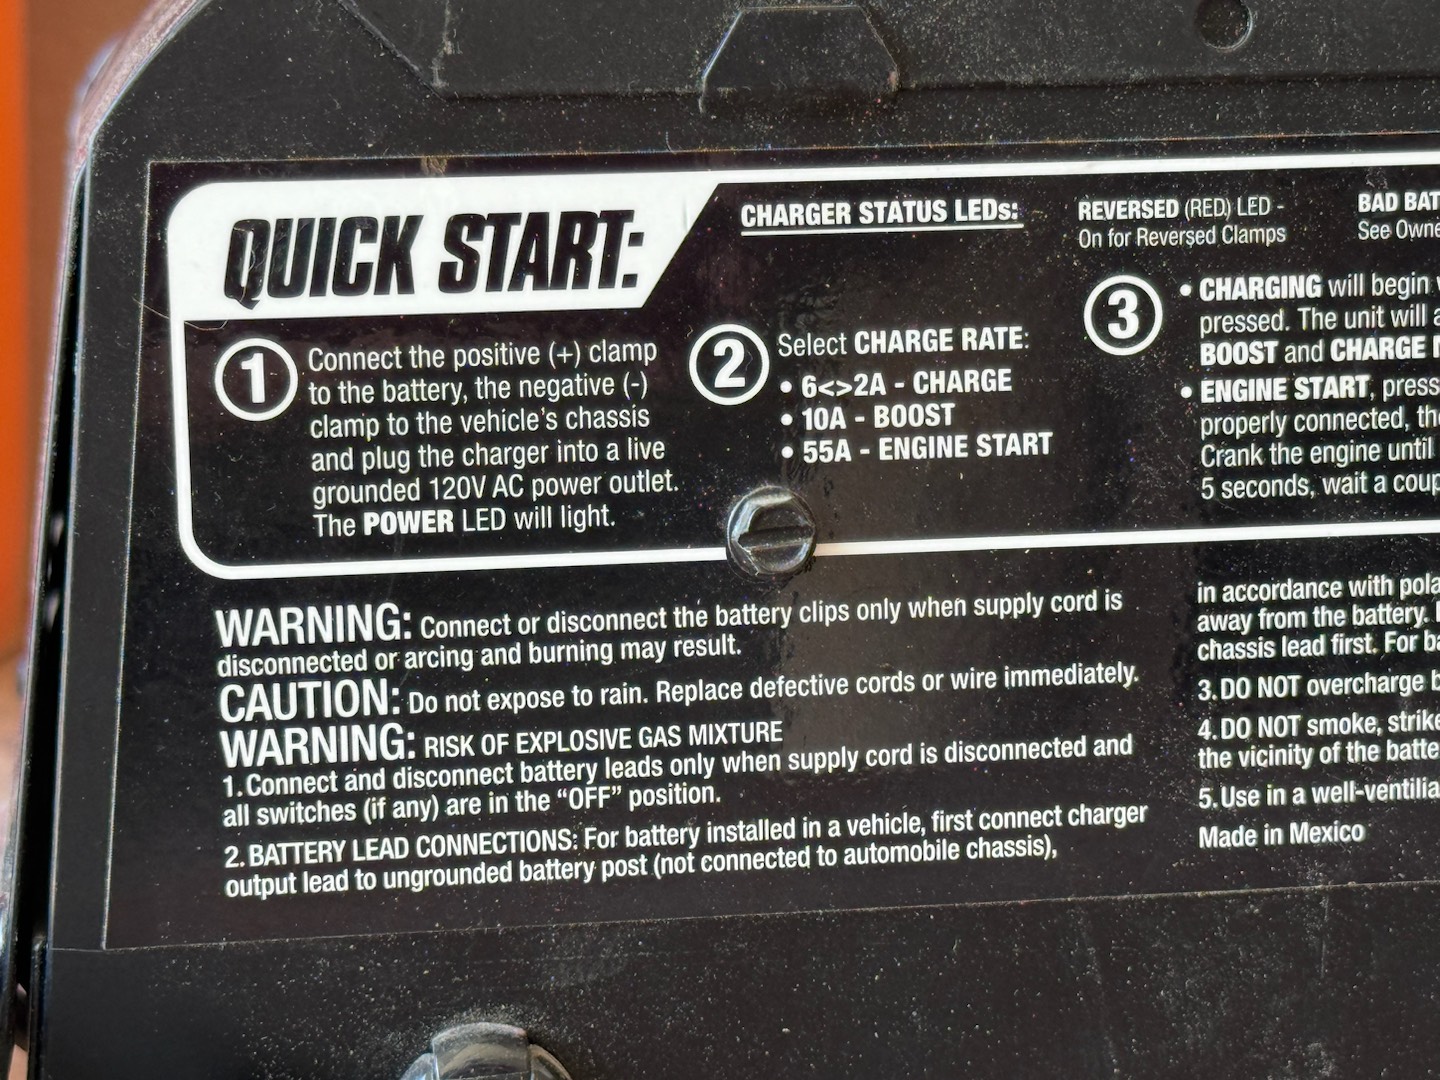 QUICK START:
CHARGER STATUS LEDs:
REVERSED (RED) LED -
On for Reversed Clamps
BAD
See
1 Connect the positive (+) clamp
to the battery, the negative (-)
clamp to the vehicle's chassis
and plug the charger into a live
grounded 120V AC power outlet.
The POWER LED will light.
2 Select CHARGE RATE:
• 6<>2A - CHARGE
• 10A - BOOST
• 55A - ENGINE START
3 • CHARGING will begin
pressed. The unit will
BOOST and CHARGE
• ENGINE START,
properly connected,
Crank the engine until
5 seconds, wait a
WARNING: Connect or disconnect the battery clips only when supply cord is
disconnected or arcing and burning may result.
CAUTION: Do not expose to rain. Replace defective cords or wire immediately.
WARNING: RISK OF EXPLOSIVE GAS MIXTURE
1. Connect and disconnect battery leads only when supply cord is disconnected and
all switches (if any) are in the “OFF” position.
2. BATTERY LEAD CONNECTIONS: For battery installed in a vehicle, first connect charger
output lead to ungrounded battery post (not connected to automobile chassis),
in accordance with
away from the battery.
chassis lead first. For
3. DO NOT overcharge
4. DO NOT smoke,
the vicinity of the
5. Use in a
Made in Mexico